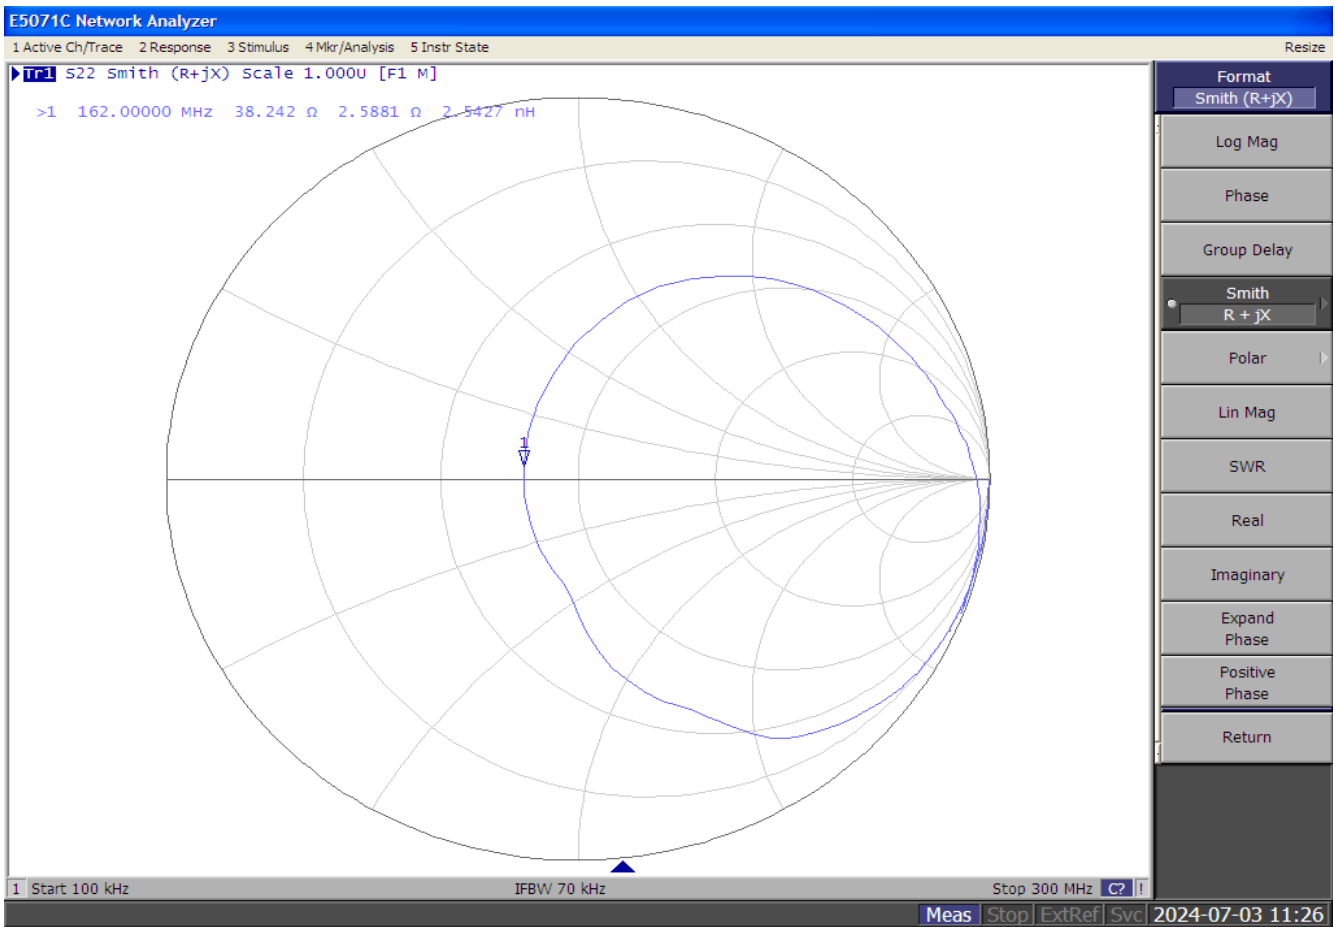 E5071C Network Analyzer
1 Active Ch/Trace 2 Response 3 Stimulus 4 Mkr/Analysis 5 Instr State Resize
Tr1 S22 Smith (R+jX) Scale 1.000U [F1 M]
>1 162.00000 MHz 38.242 Ω 2.5881 Ω 2.5427 nH
1
Format
Smith (R+jX)
Log Mag
Phase
Group Delay
Smith
R + jX
Polar
Lin Mag
SWR
Real
Imaginary
Expand
Phase
Positive
Phase
Return
1 Start 100 kHz IFBW 70 kHz Stop 300 MHz C? !
Meas Stop ExtRef Svc 2024-07-03 11:26